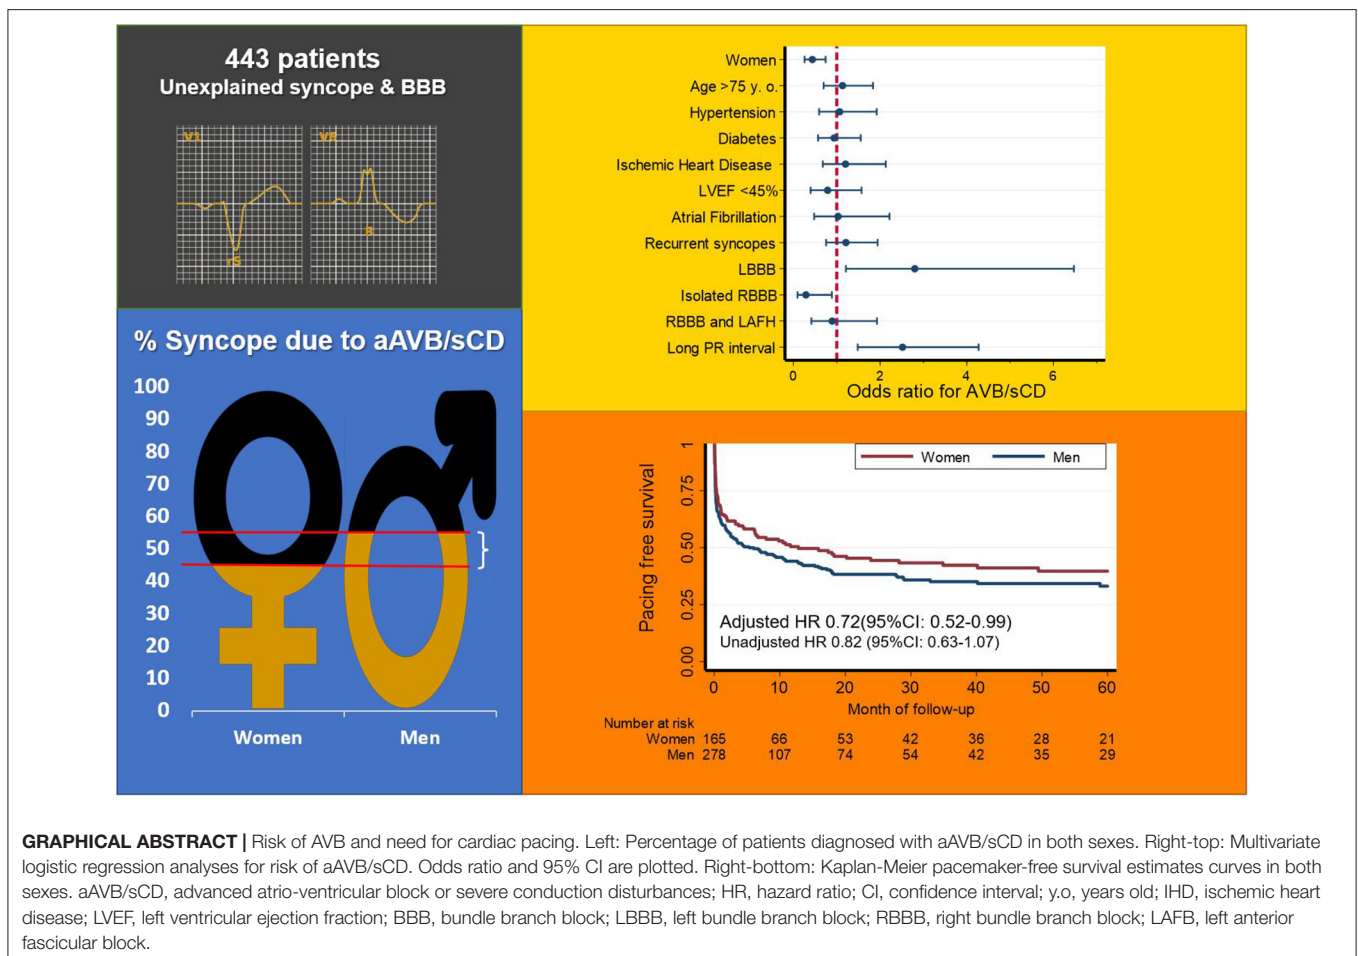 443 patients
Unexplained syncope & BBB
V1
V6
rS
R
% Syncope due to aAVB/sCD
100
90
80
70
60
50
40
30
20
10
0
Women
Men
Women
Age >75 y. o.
Hypertension
Diabetes
Ischemic Heart Disease
LVEF <45%
Atrial Fibrillation
Recurrent syncopes
LBBB
Isolated RBBB
RBBB and LAFH
Long PR interval
0 2 4 6
Odds ratio for AVB/sCD
Pacing free survival
1
0.75
0.50
0.25
0.00
Women Men
Adjusted HR 0.72(95%CI: 0.52-0.99)
Unadjusted HR 0.82 (95%CI: 0.63-1.07)
0 10 20 30 40 50 60
Month of follow-up
Number at risk
Women 165 66 53 42 36 28 21
Men 278 107 74 54 42 35 29
GRAPHICAL ABSTRACT | Risk of AVB and need for cardiac pacing. Left: Percentage of patients diagnosed with aAVB/sCD in both sexes. Right-top: Multivariate
logistic regression analyses for risk of aAVB/sCD. Odds ratio and 95% CI are plotted. Right-bottom: Kaplan-Meier pacemaker-free survival estimates curves in both
sexes. aAVB/sCD, advanced atrio-ventricular block or severe conduction disturbances; HR, hazard ratio; CI, confidence interval; y.o, years old; IHD, ischemic heart
disease; LVEF, left ventricular ejection fraction; BBB, bundle branch block; LBBB, left bundle branch block; RBBB, right bundle branch block; LAFB, left anterior
fascicular block.